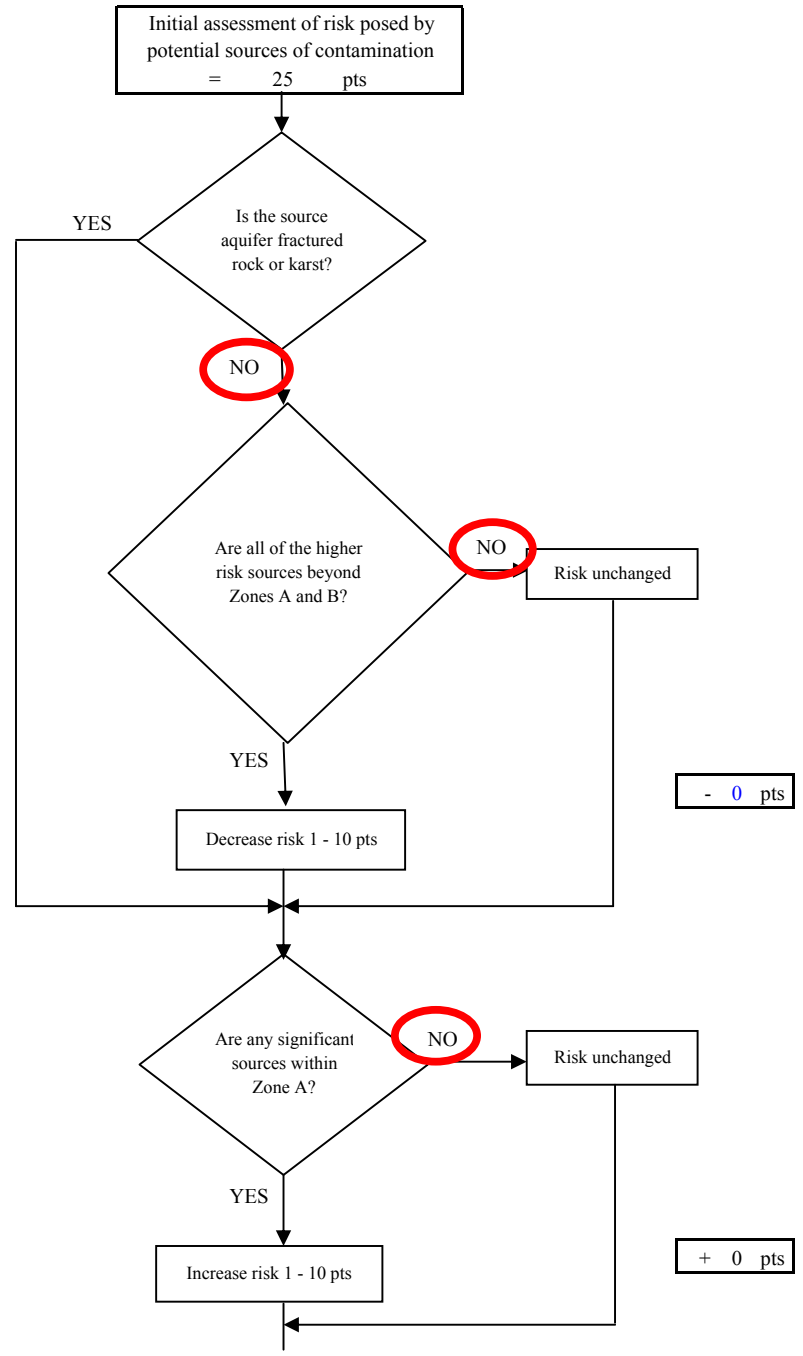 Initial assessment of risk posed by
potential sources of contamination
= 25 pts
YES
Is the source
aquifer fractured
rock or karst?
NO
Are all of the higher
risk sources beyond
Zones A and B?
NO
Risk unchanged
YES
- 0 pts
Decrease risk 1 - 10 pts
Are any significant
sources within
Zone A?
NO
Risk unchanged
YES
+ 0 pts
Increase risk 1 - 10 pts